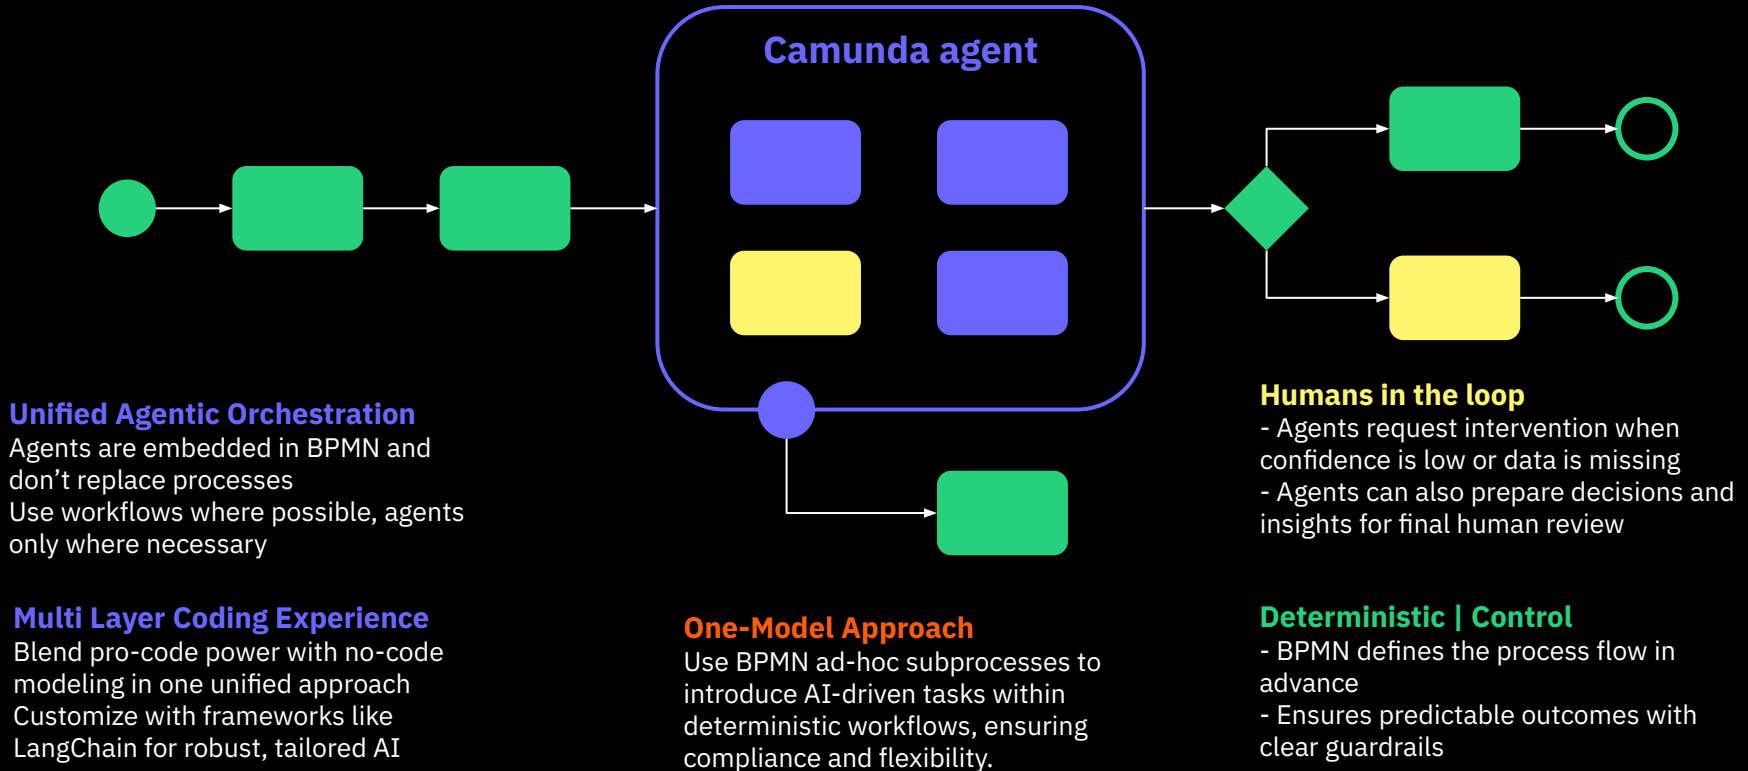 Camunda agent
Unified Agentic Orchestration
Agents are embedded in BPMN and
don’t replace processes
Use workflows where possible, agents
only where necessary
Multi Layer Coding Experience
Blend pro-code power with no-code
modeling in one unified approach
Customize with frameworks like
LangChain for robust, tailored AI
One-Model Approach
Use BPMN ad-hoc subprocesses to
introduce AI-driven tasks within
deterministic workflows, ensuring
compliance and flexibility.
Humans in the loop
- Agents request intervention when
confidence is low or data is missing
- Agents can also prepare decisions and
insights for final human review
Deterministic | Control
- BPMN defines the process flow in
advance
- Ensures predictable outcomes with
clear guardrails